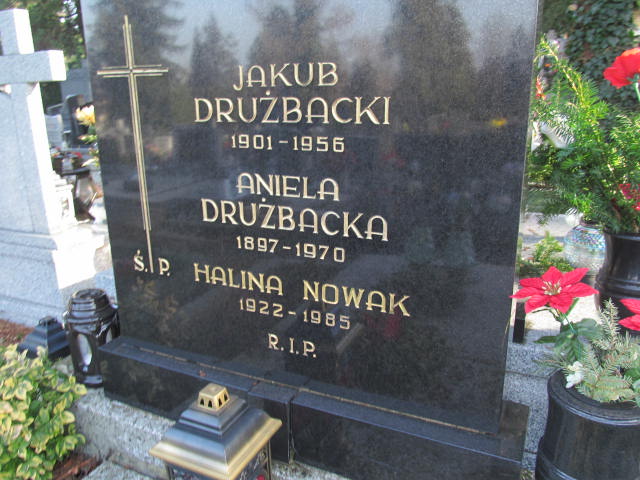 JAKUB
DRUŻBACKI
1901-1956
ANIELA
DRUŻBACKA
1897-1970
Ś.P. HALINA NOWAK
1922-1985
R.I.P.